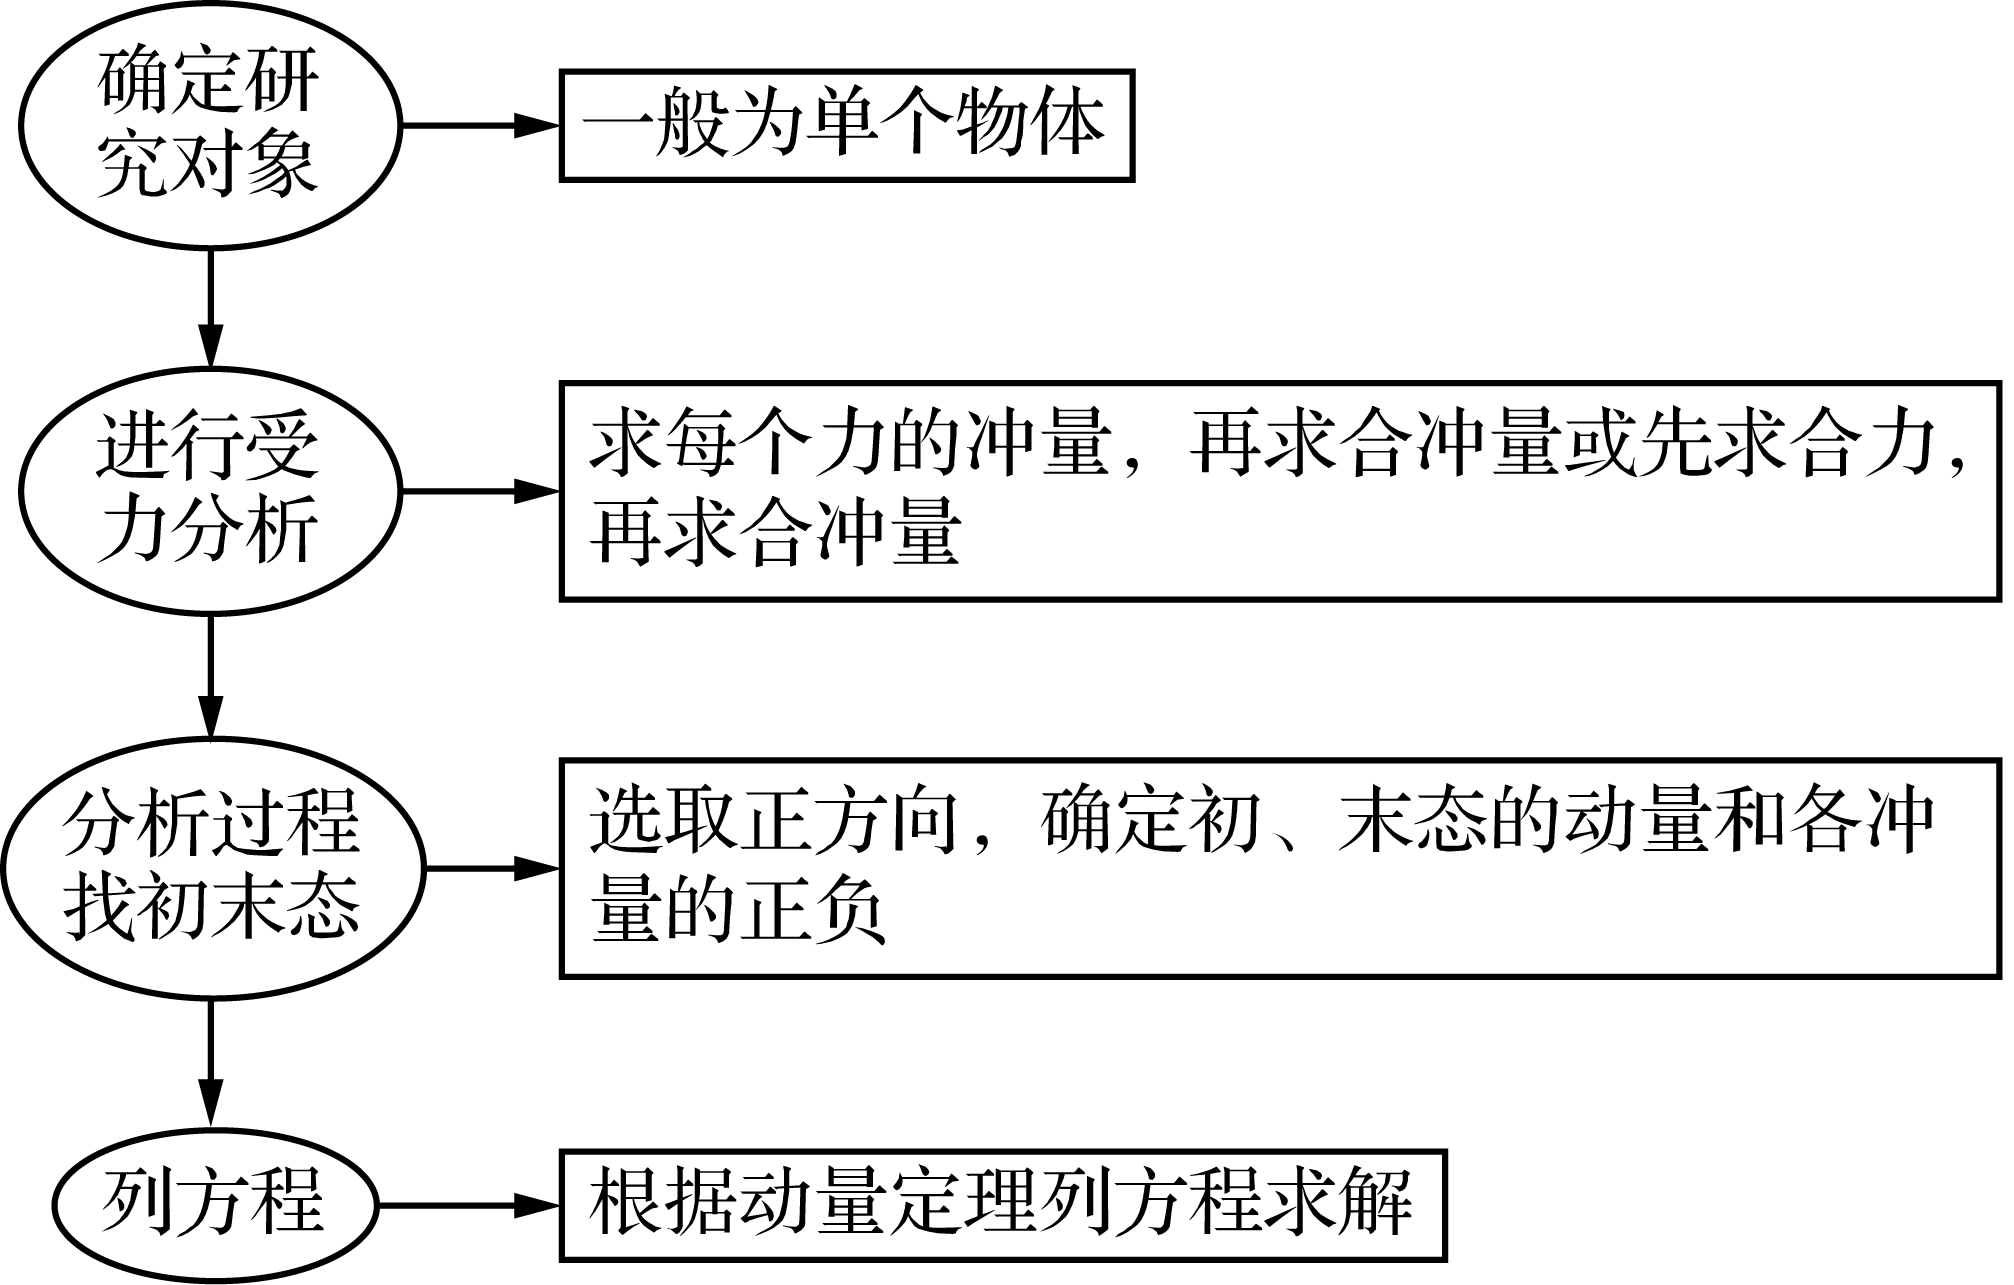 确定研
究对象
一般为单个物体
进行受
力分析
求每个力的冲量，再求合冲量或先求合力，
再求合冲量
分析过程
找初末态
选取正方向，确定初、末态的动量和各冲
量的正负
列方程
根据动量定理列方程求解